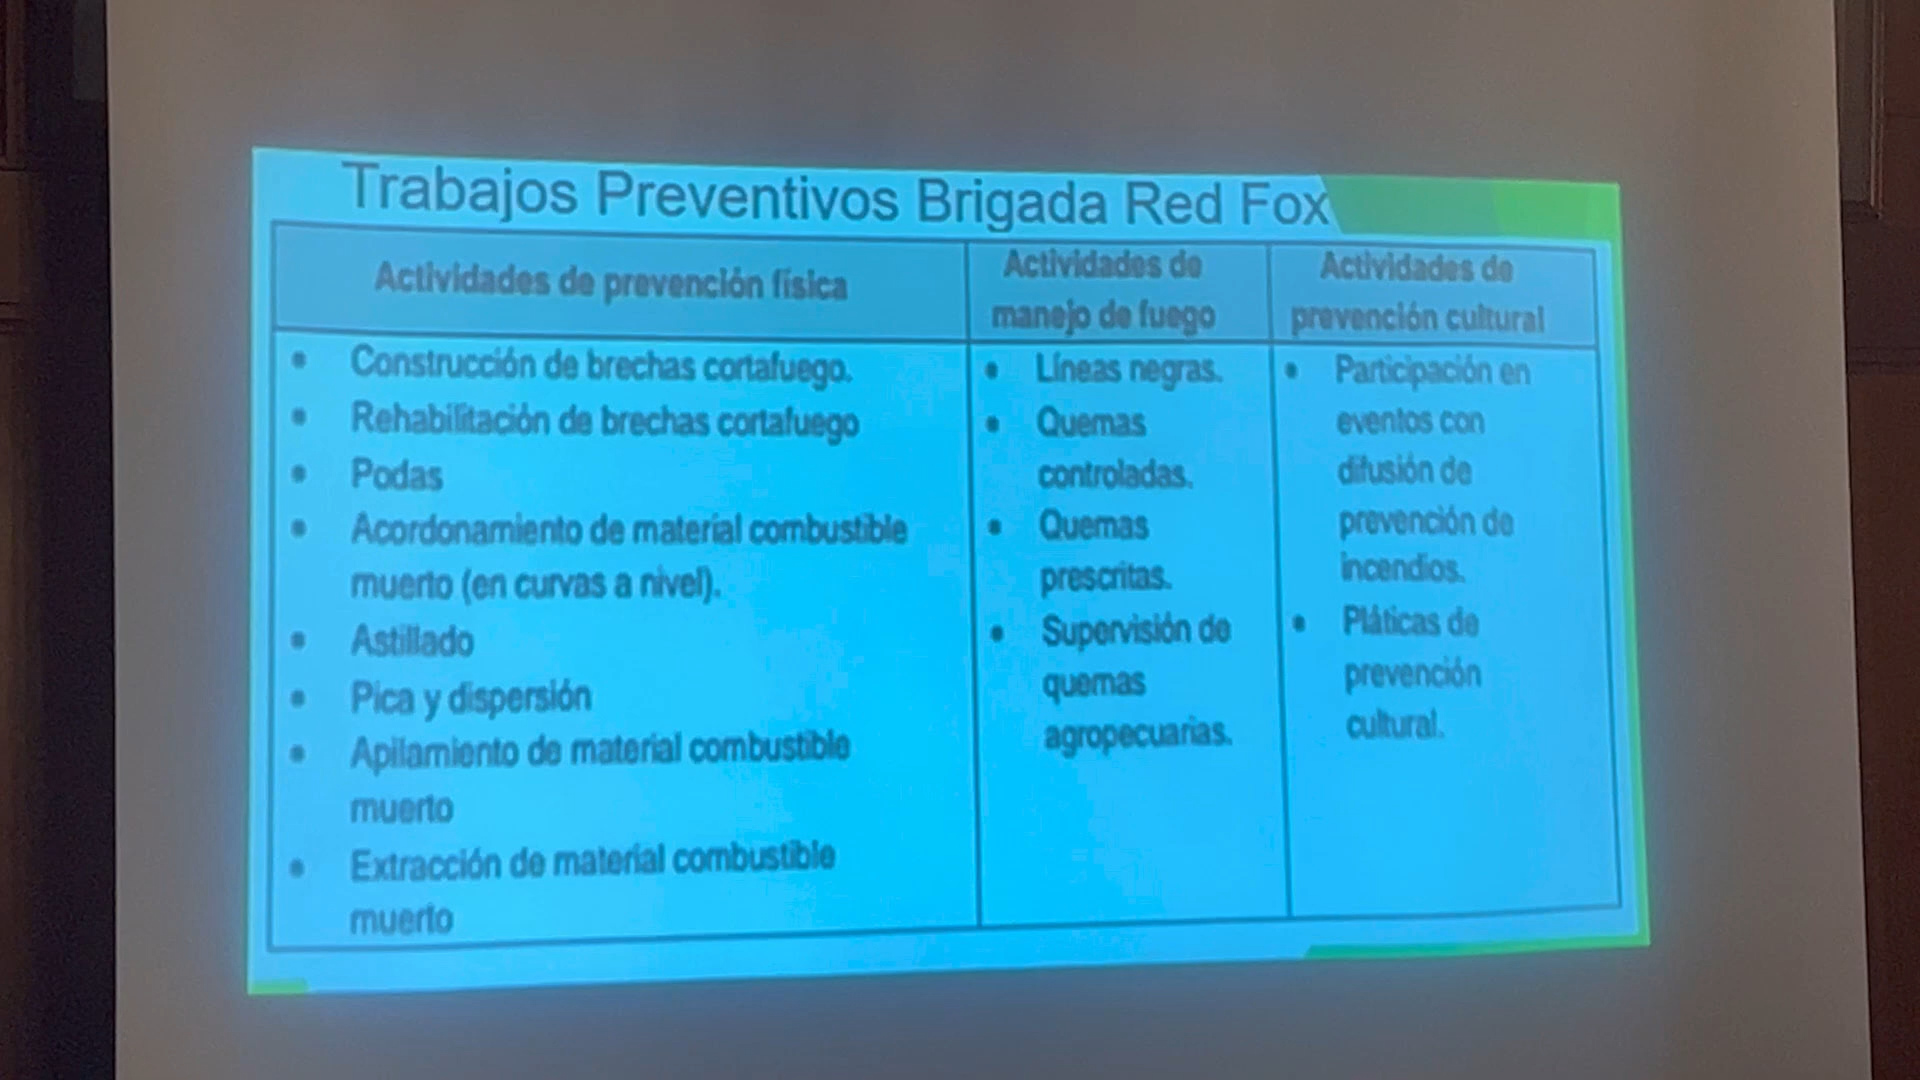 Trabajos Preventivos Brigada Red Fox
Actividades de prevención física
• Construcción de brechas cortafuego.
• Rehabilitación de brechas cortafuego
• Podas
• Acordonamiento de material combustible
muerto (en curvas a nivel).
• Astillado
• Pica y dispersión
• Apilamiento de material combustible
muerto
• Extracción de material combustible
muerto
Actividades de
manejo de fuego
• Líneas negras.
• Quemas
controladas.
• Quemas
prescritas.
• Supervisión de
quemas
agropecuarias.
Actividades de
prevención cultural
• Participación en
eventos con
difusión de
prevención de
incendios.
• Pláticas de
prevención
cultural.